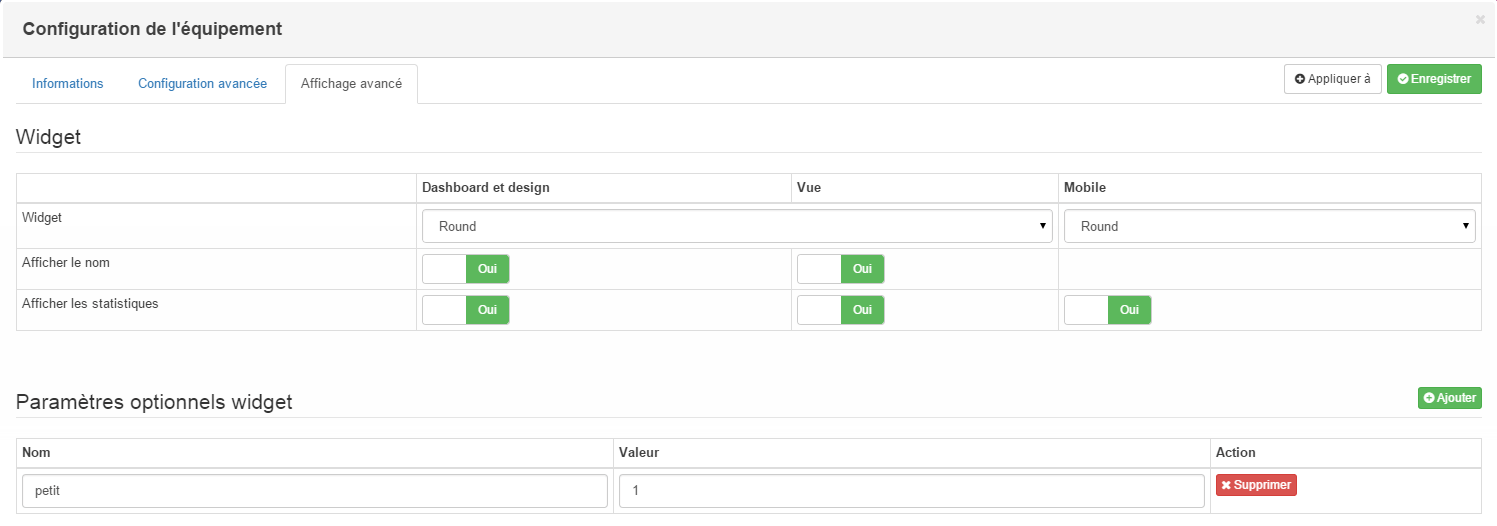 Configuration de l'équipement
Informations Configuration avancée Affichage avancé Appliquer à Enregistrer
Widget
Dashboard et design Vue Mobile
Widget Round Round
Afficher le nom Oui Oui
Afficher les statistiques Oui Oui Oui
Paramètres optionnels widget Ajouter
Nom Valeur Action
petit 1 Supprimer